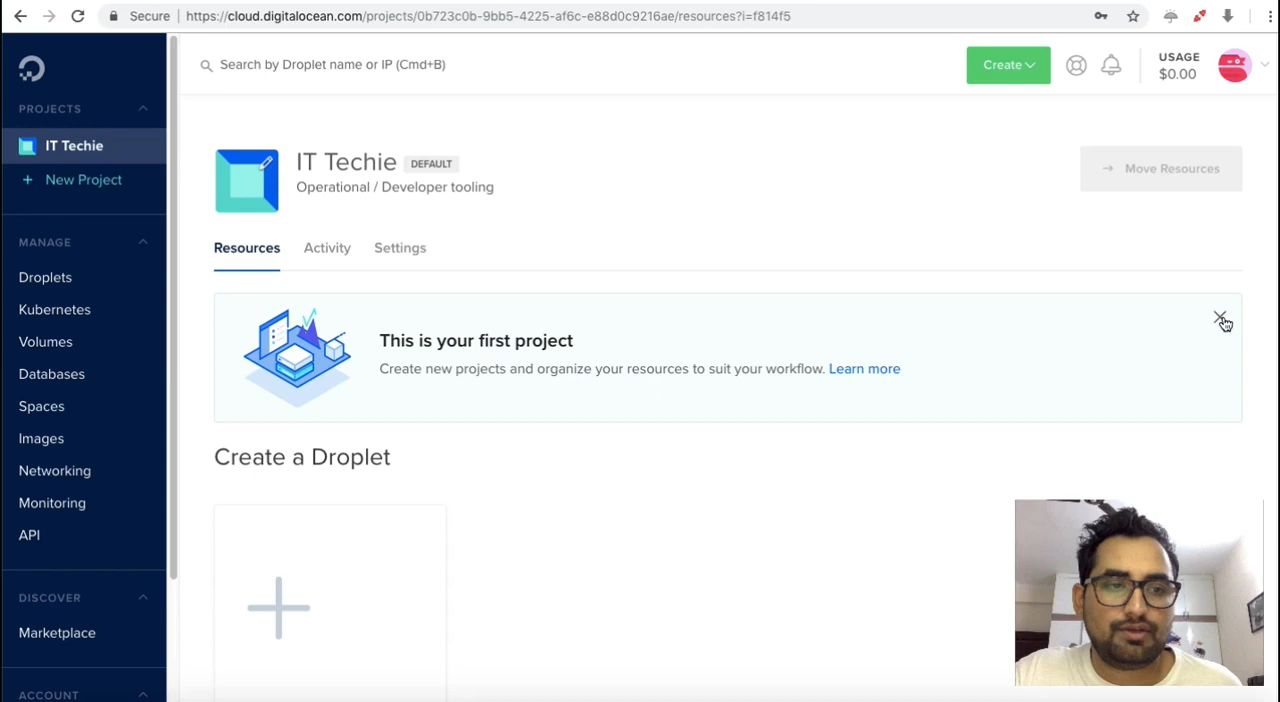 Secure
https://cloud.digitalocean.com/projects/0b723c0b-9bb5-4225-af6c-e88d0c9216ae/resources?i=f814f5
Search by Droplet name or IP (Cmd+B)
Create
USAGE
$0.00
PROJECTS
IT Techie
+ New Project
MANAGE
Droplets
Kubernetes
Volumes
Databases
Spaces
Images
Networking
Monitoring
API
DISCOVER
Marketplace
ACCOUNT
IT Techie DEFAULT
Operational / Developer tooling
→ Move Resources
Resources Activity Settings
This is your first project
Create new projects and organize your resources to suit your workflow. Learn more
Create a Droplet